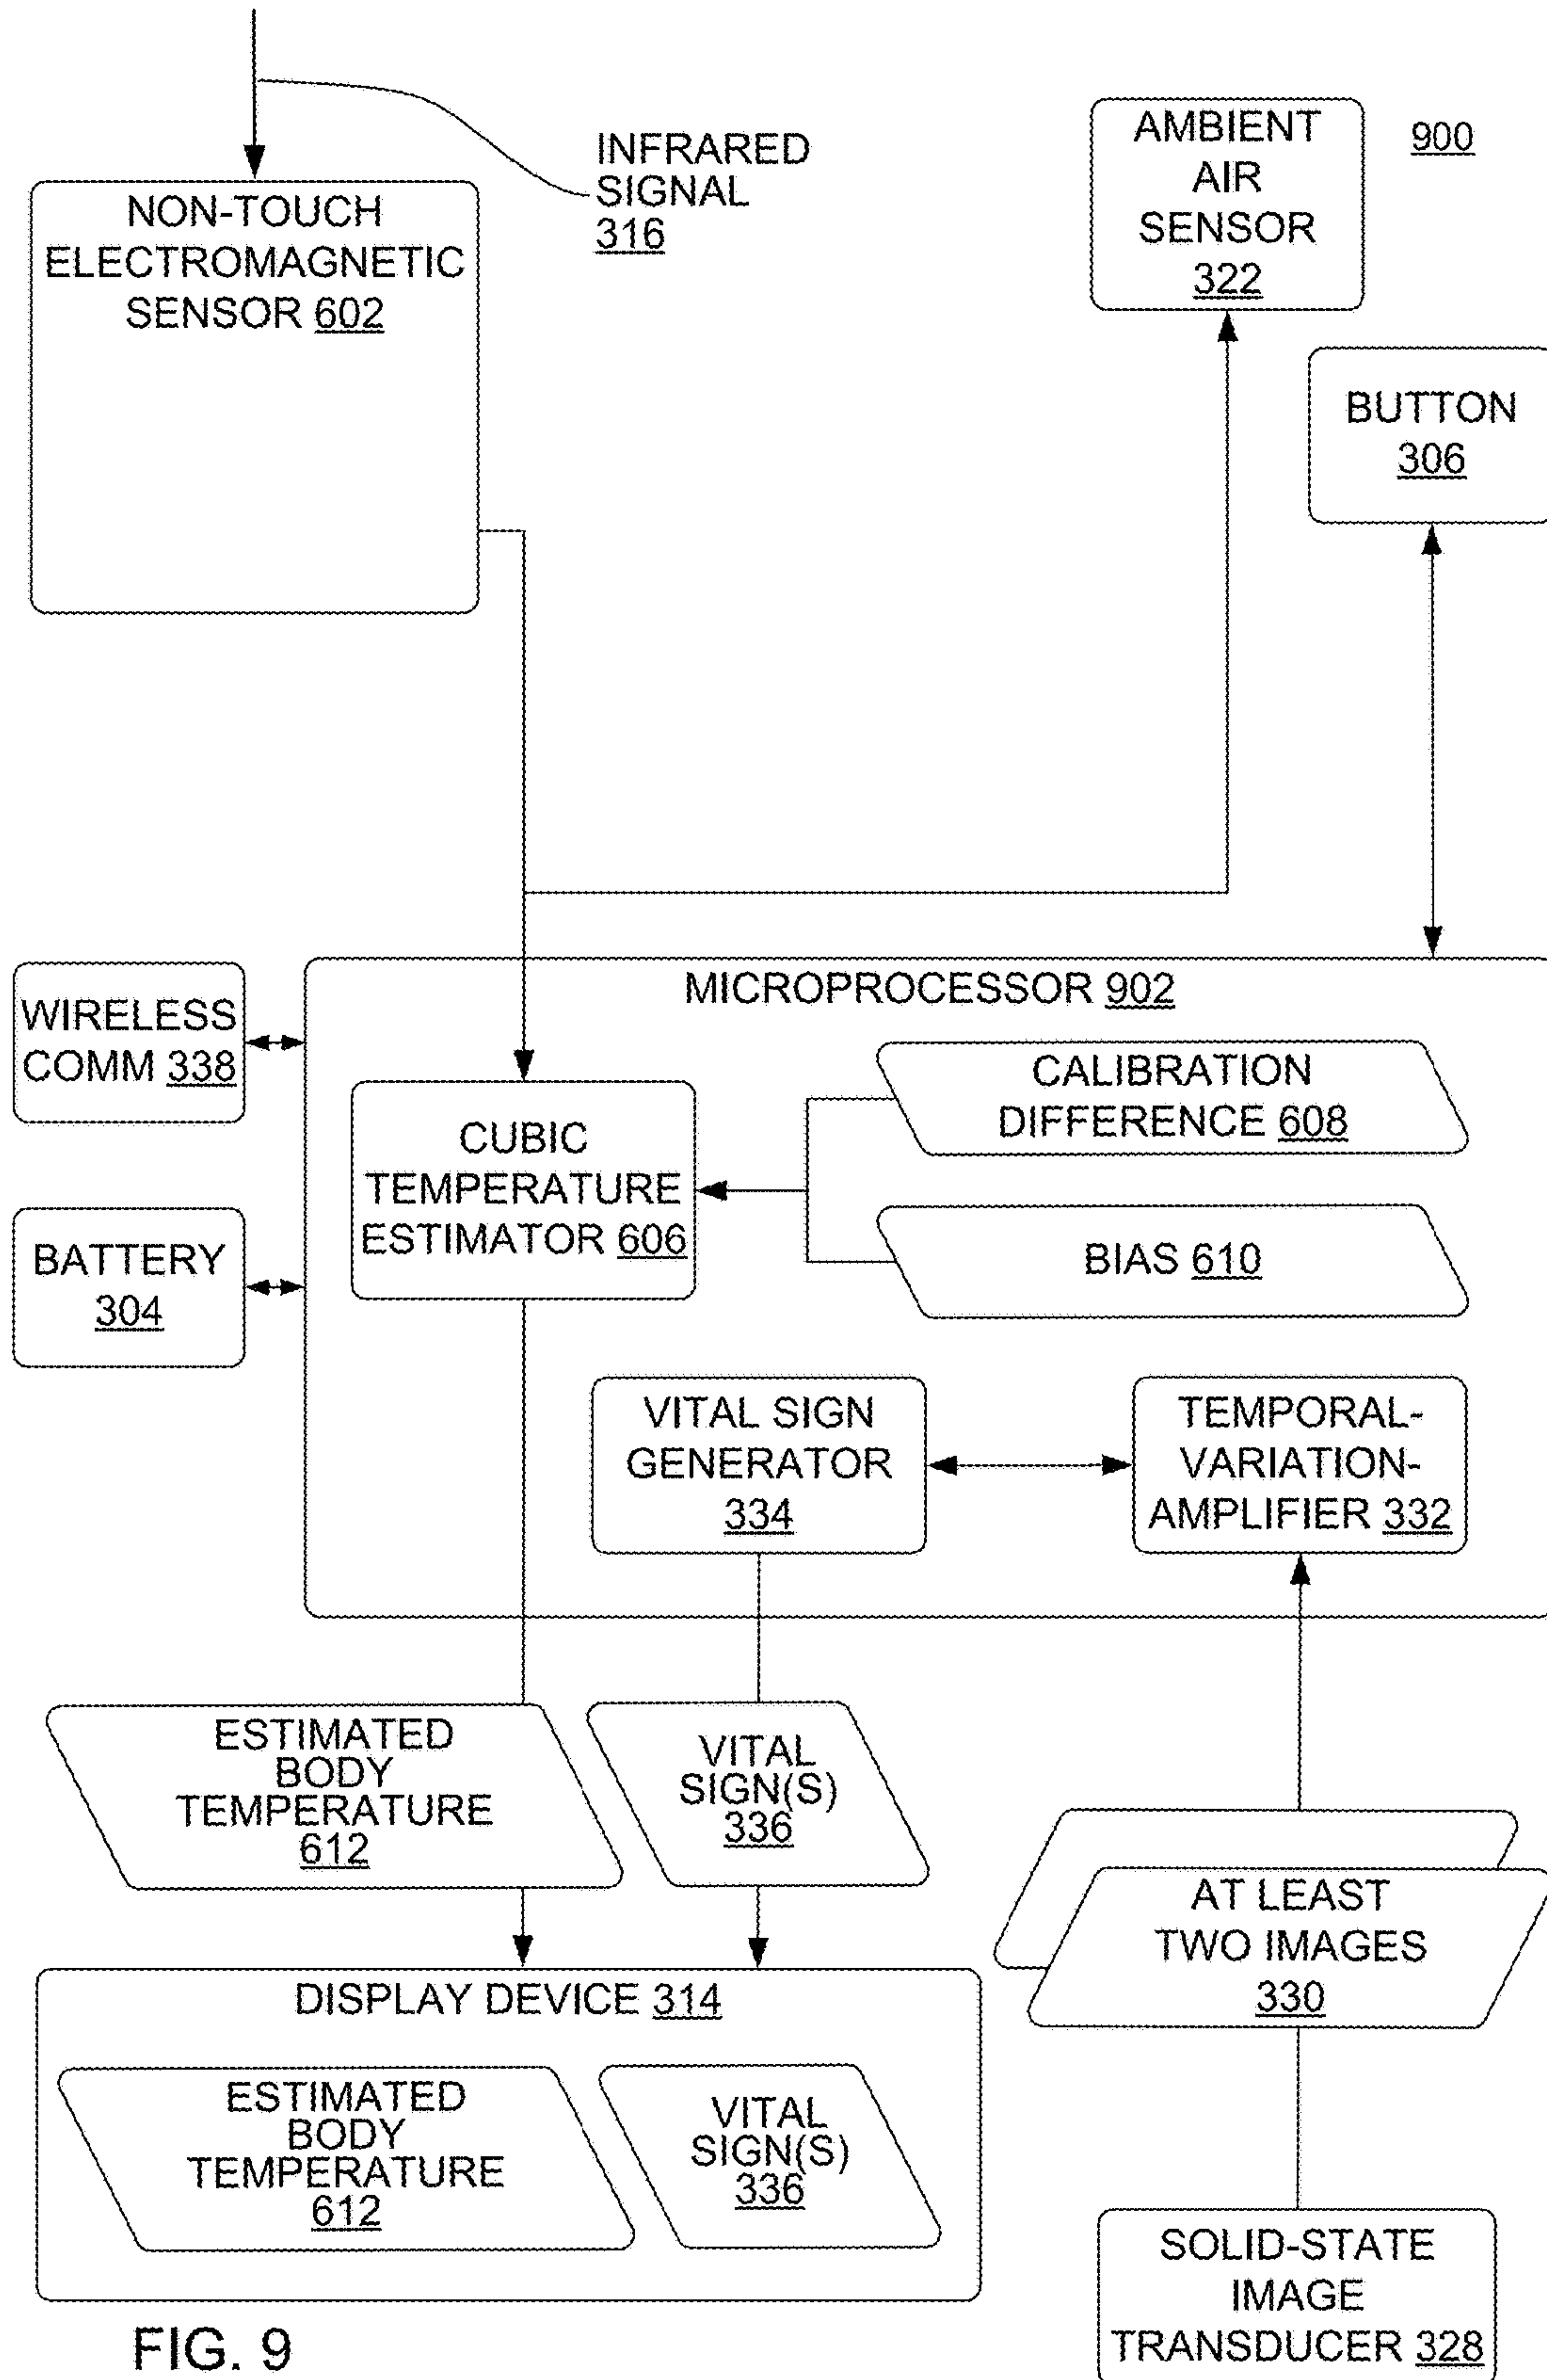 INFRARED
SIGNAL
316
NON-TOUCH
ELECTROMAGNETIC
SENSOR 602
AMBIENT
AIR
SENSOR
322
900
BUTTON
306
MICROPROCESSOR 902
WIRELESS
COMM 338
BATTERY
304
CUBIC
TEMPERATURE
ESTIMATOR 606
CALIBRATION
DIFFERENCE 608
BIAS 610
VITAL SIGN
GENERATOR
334
TEMPORAL-
VARIATION-
AMPLIFIER 332
ESTIMATED
BODY
TEMPERATURE
612
VITAL
SIGN(S)
336
AT LEAST
TWO IMAGES
330
DISPLAY DEVICE 314
ESTIMATED
BODY
TEMPERATURE
612
VITAL
SIGN(S)
336
SOLID-STATE
IMAGE
TRANSDUCER 328
FIG. 9